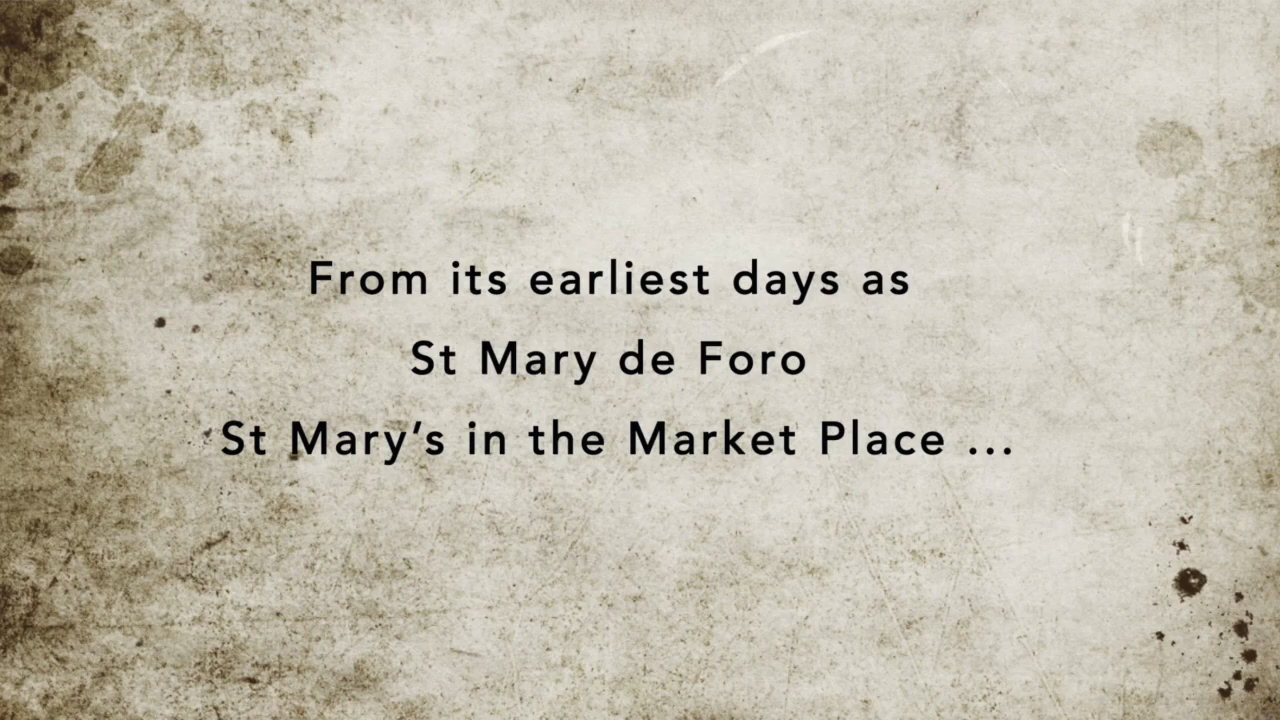 From its earliest days as
St Mary de Foro
St Mary’s in the Market Place ...